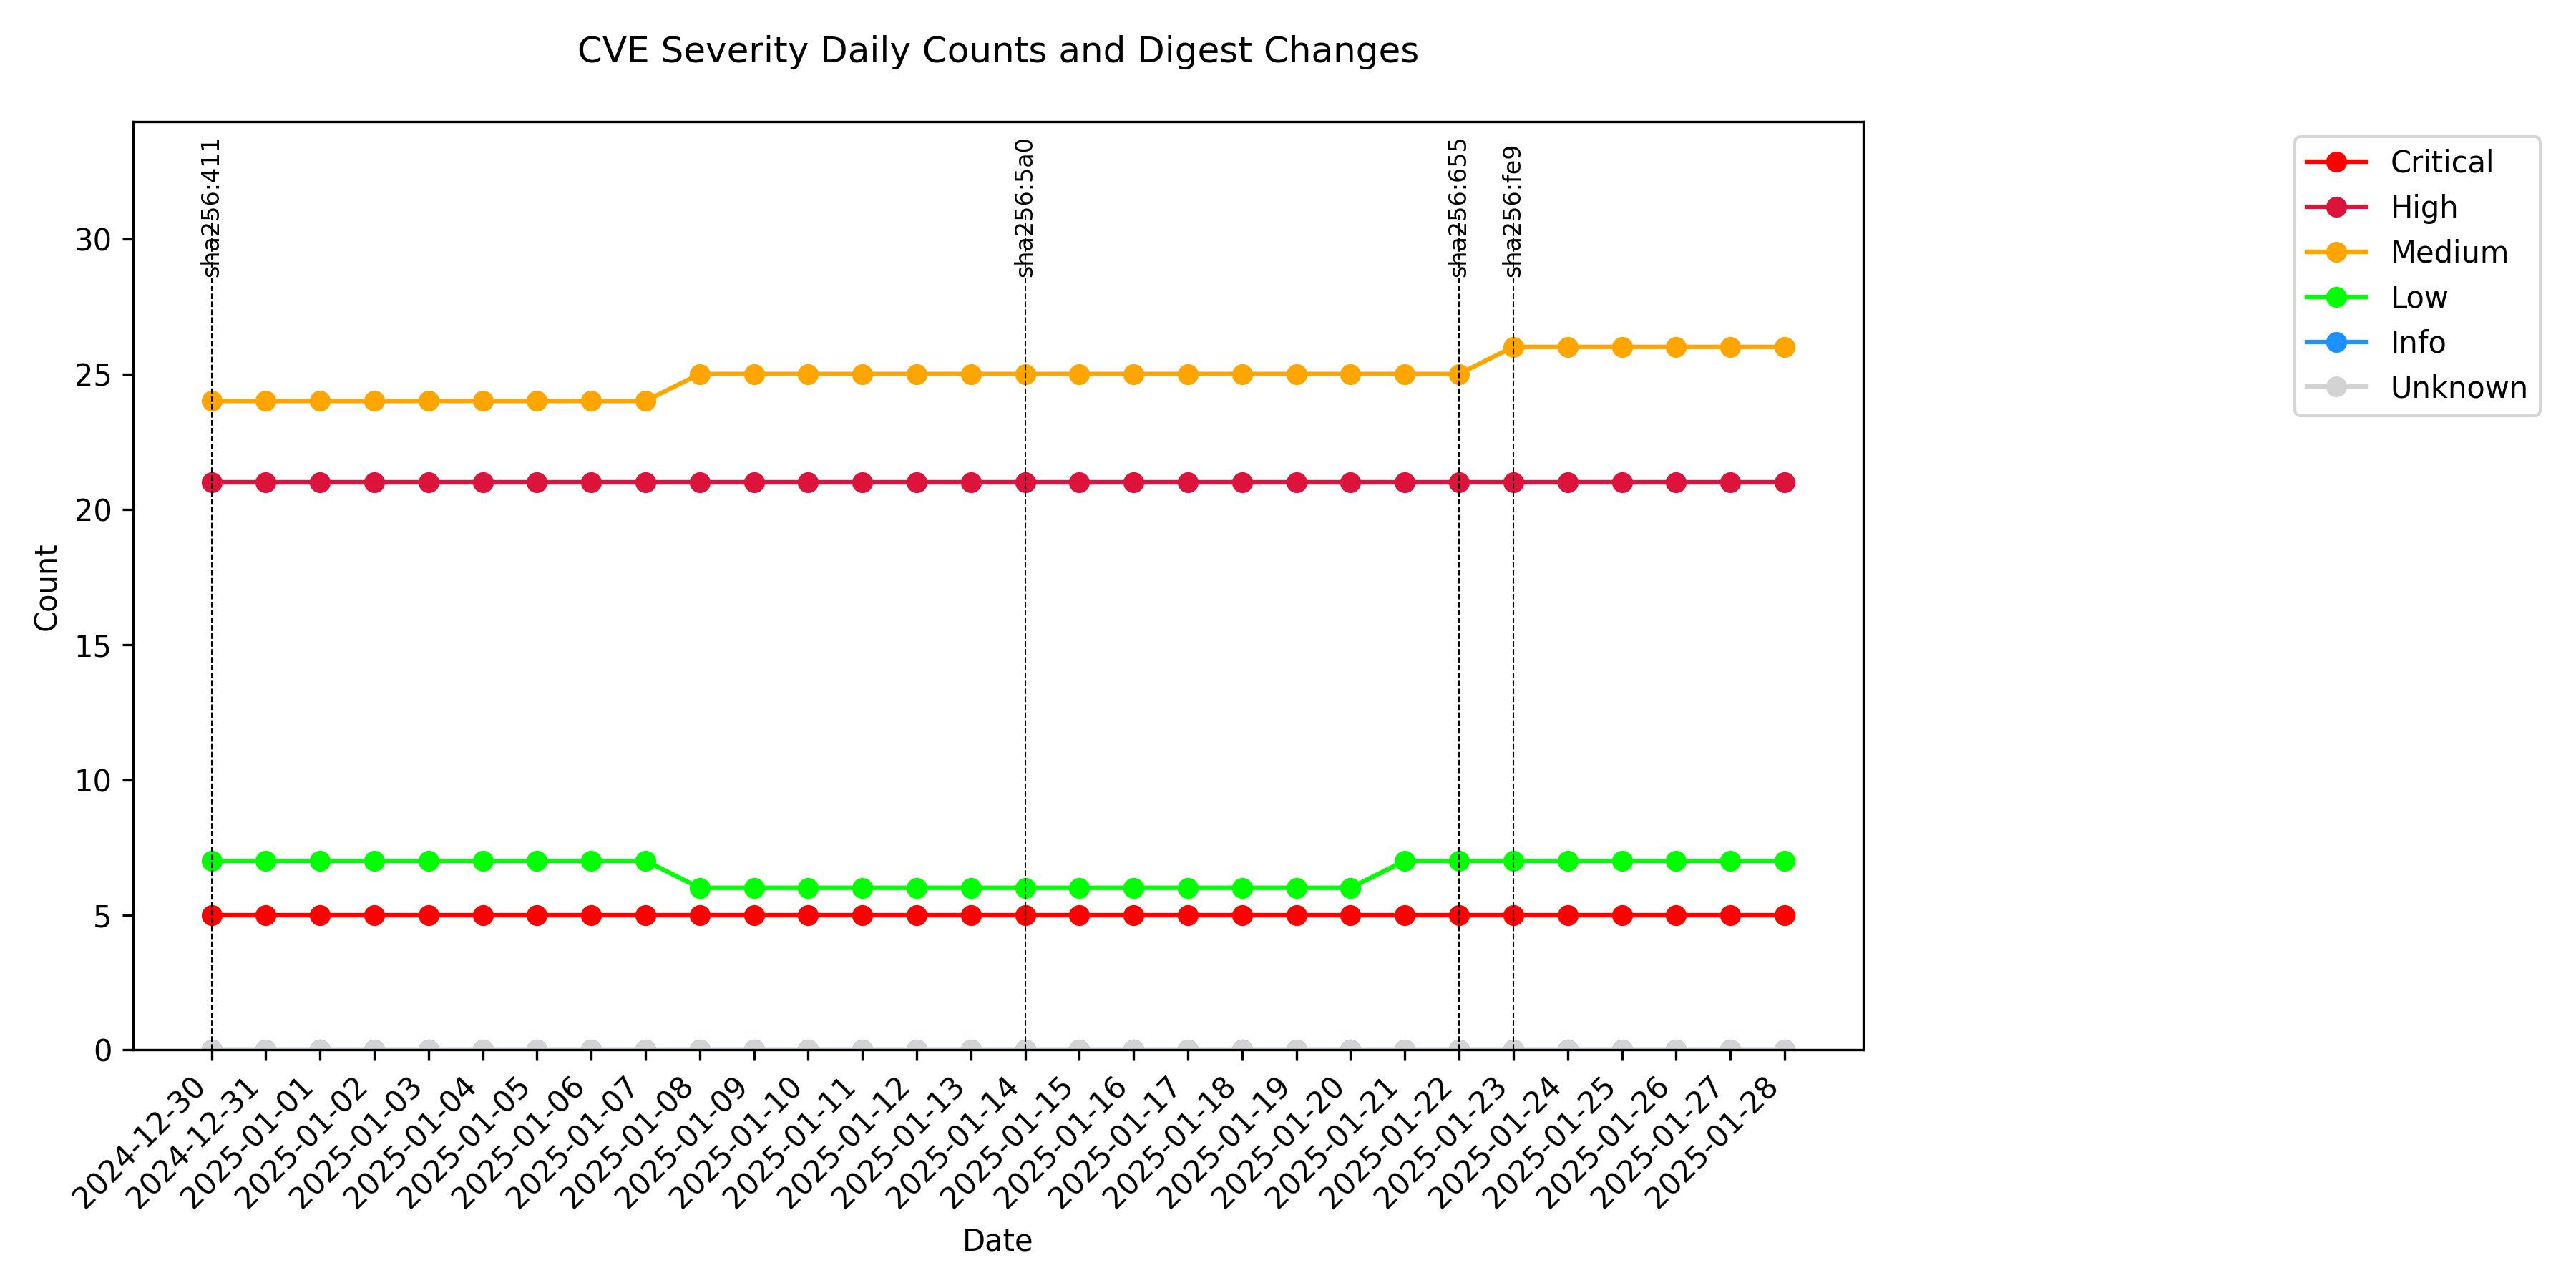 CVE Severity Daily Counts and Digest Changes
sha256:411
sha256:5a0
sha256:655
sha256:fe9
Critical
High
Medium
Low
Info
Unknown
30
25
20
15
10
5
0
Count
2024-12-30
2024-12-31
2025-01-01
2025-01-02
2025-01-03
2025-01-04
2025-01-05
2025-01-06
2025-01-07
2025-01-08
2025-01-09
2025-01-10
2025-01-11
2025-01-12
2025-01-13
2025-01-14
2025-01-15
2025-01-16
2025-01-17
2025-01-18
2025-01-19
2025-01-20
2025-01-21
2025-01-22
2025-01-23
2025-01-24
2025-01-25
2025-01-26
2025-01-27
2025-01-28
Date